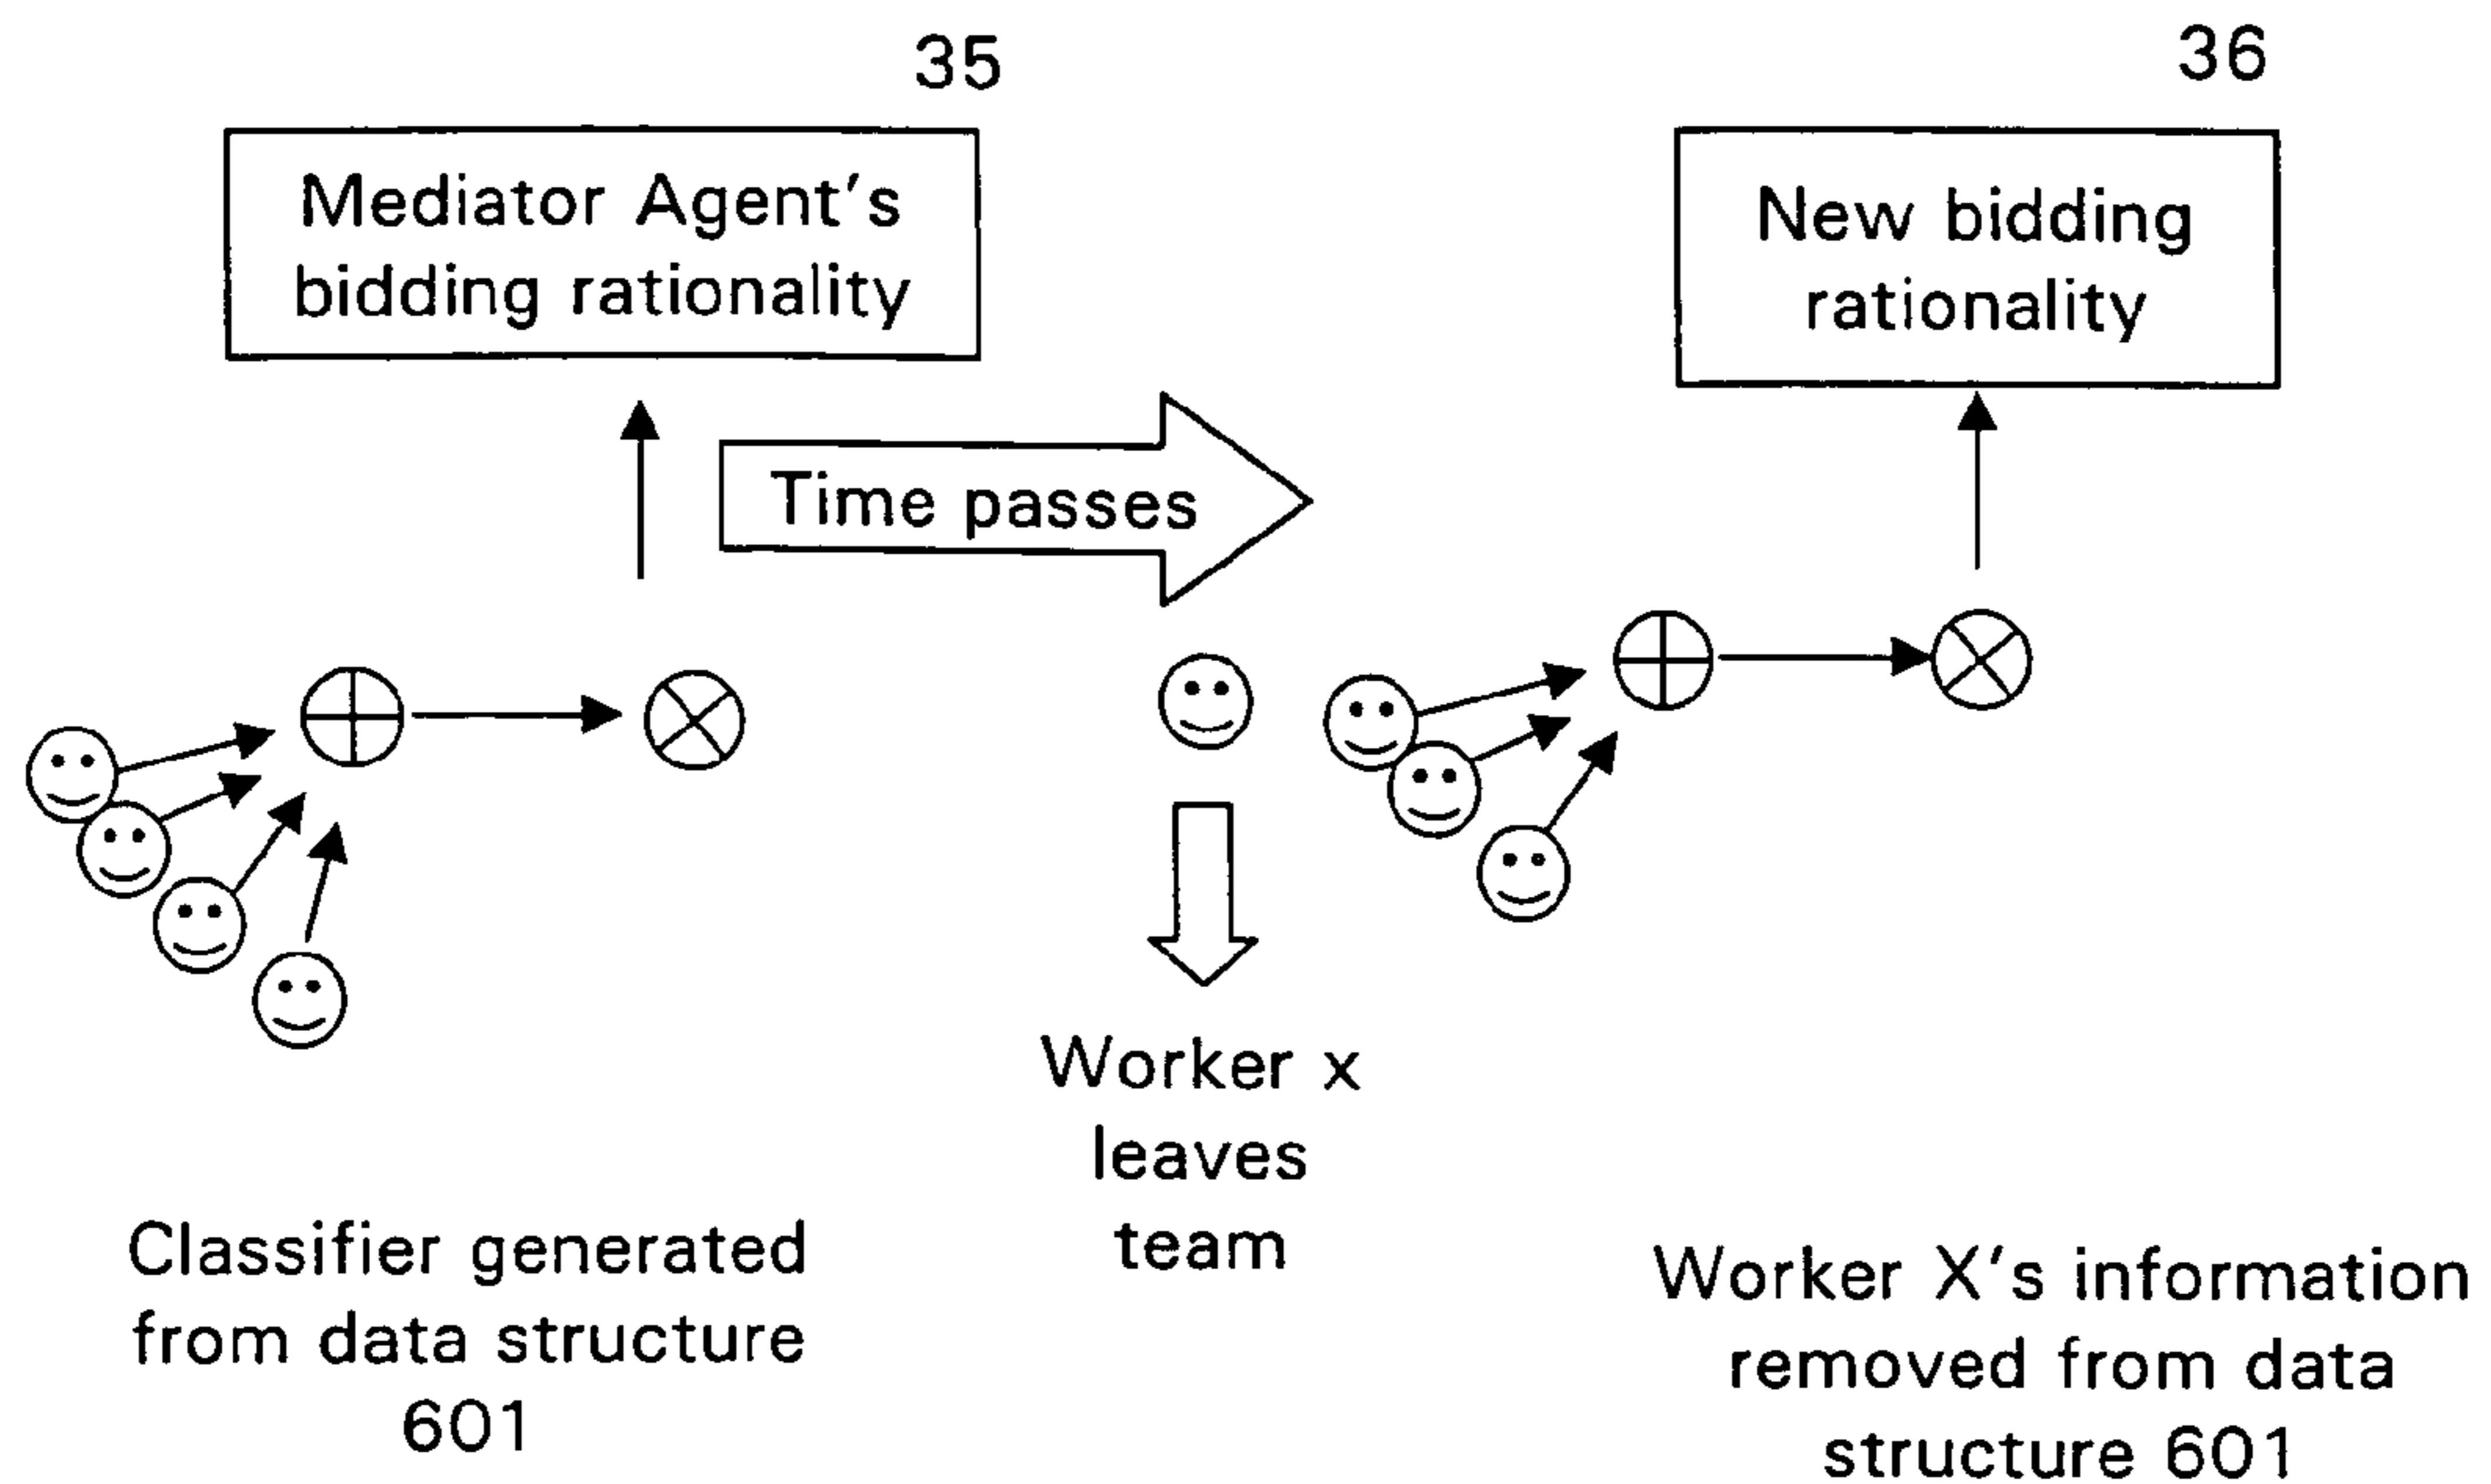 35
36
Mediator Agent's
bidding rationality
New bidding
rationality
Time passes
Worker x
leaves
team
Classifier generated
from data structure
601
Worker X's information
removed from data
structure 601